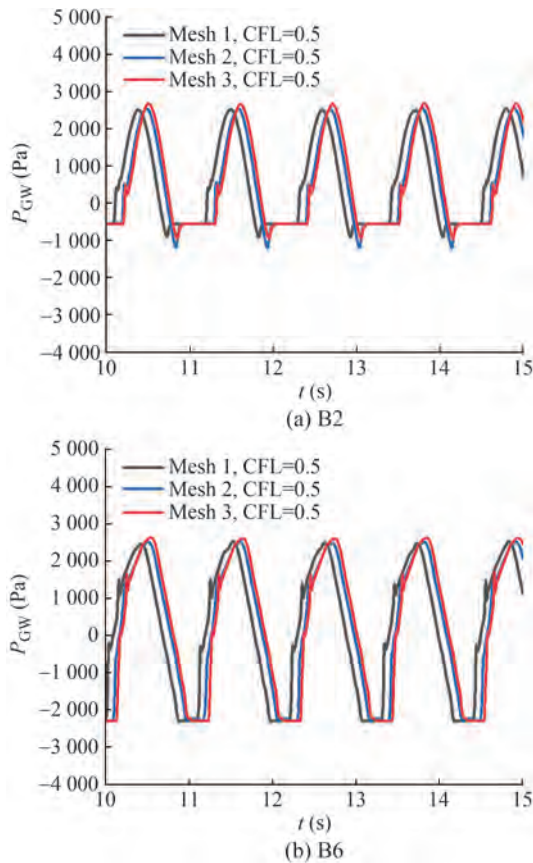 5 000
4 000
3 000
2 000
1 000
0
−1 000
−2 000
−3 000
−4 000
P_GW (Pa)
Mesh 1, CFL=0.5
Mesh 2, CFL=0.5
Mesh 3, CFL=0.5
10 11 12 13 14 15
t (s)
(a) B2
5 000
4 000
3 000
2 000
1 000
0
−1 000
−2 000
−3 000
−4 000
P_GW (Pa)
Mesh 1, CFL=0.5
Mesh 2, CFL=0.5
Mesh 3, CFL=0.5
10 11 12 13 14 15
t (s)
(b) B6